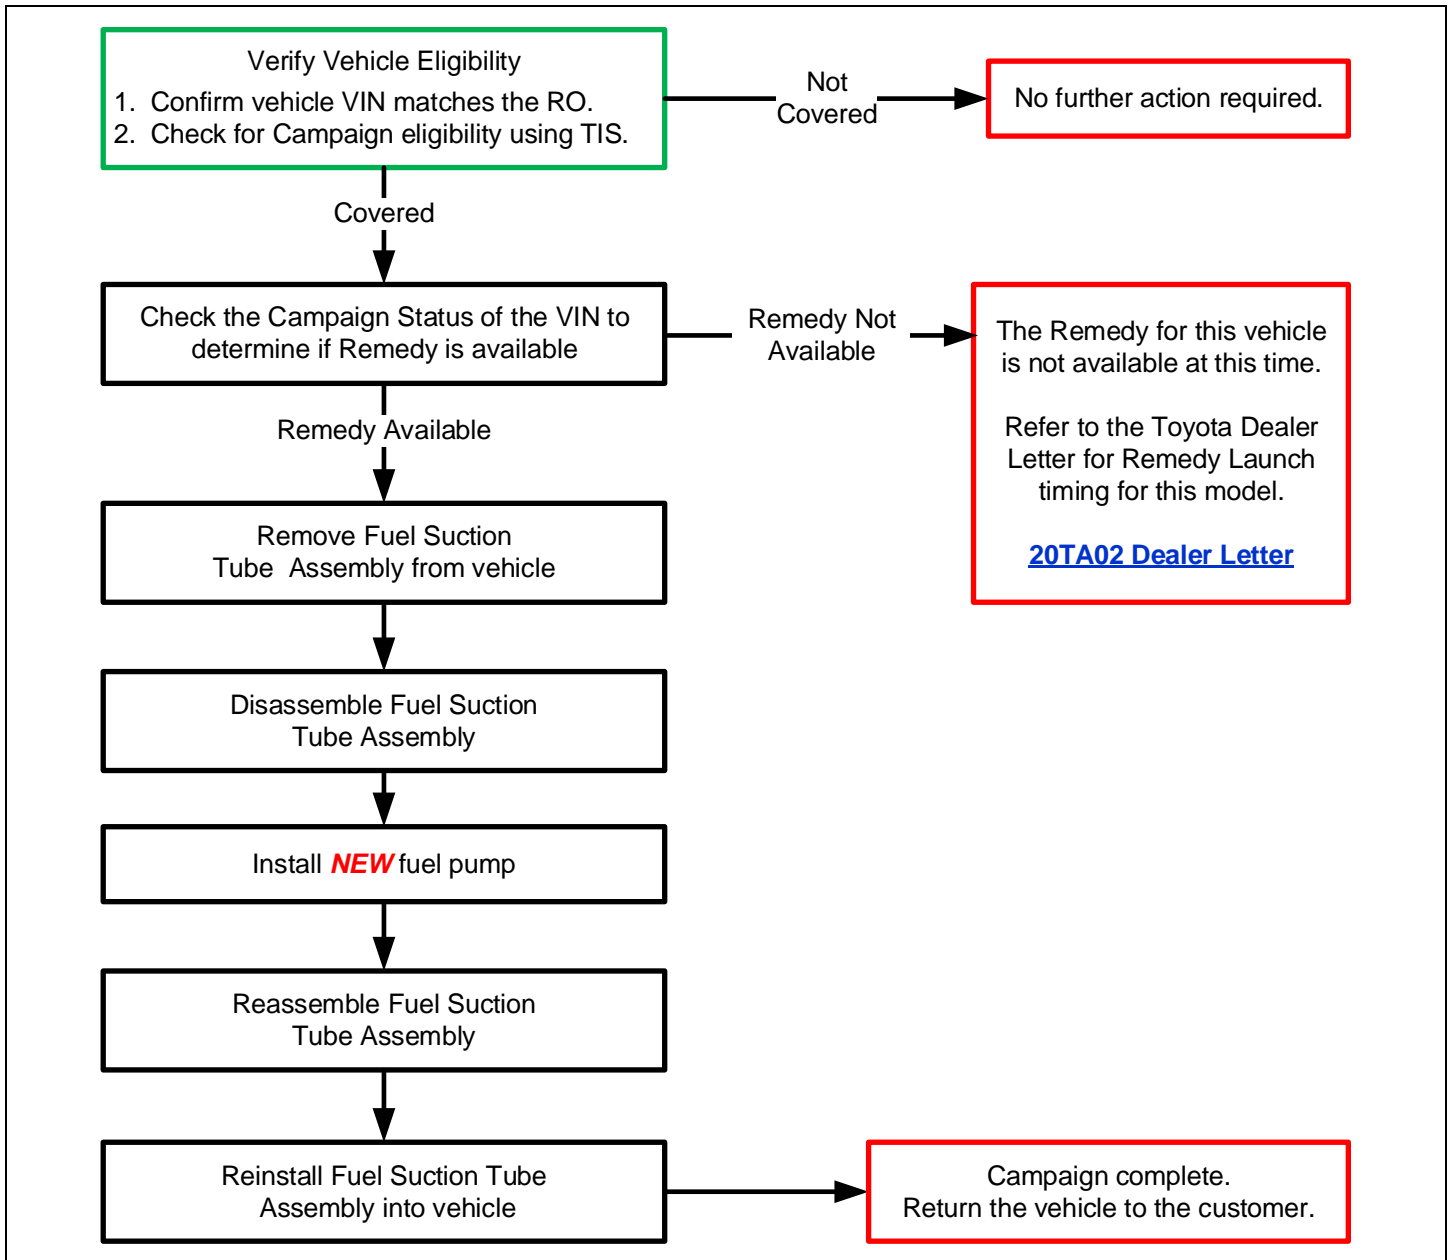 Verify Vehicle Eligibility
1. Confirm vehicle VIN matches the RO.
2. Check for Campaign eligibility using TIS.
Not
Covered
No further action required.
Covered
Check the Campaign Status of the VIN to
determine if Remedy is available
Remedy Not
Available
The Remedy for this vehicle
is not available at this time.
Refer to the Toyota Dealer
Letter for Remedy Launch
timing for this model.
20TA02 Dealer Letter
Remedy Available
Remove Fuel Suction
Tube Assembly from vehicle
Disassemble Fuel Suction
Tube Assembly
Install NEW fuel pump
Reassemble Fuel Suction
Tube Assembly
Reinstall Fuel Suction Tube
Assembly into vehicle
Campaign complete.
Return the vehicle to the customer.